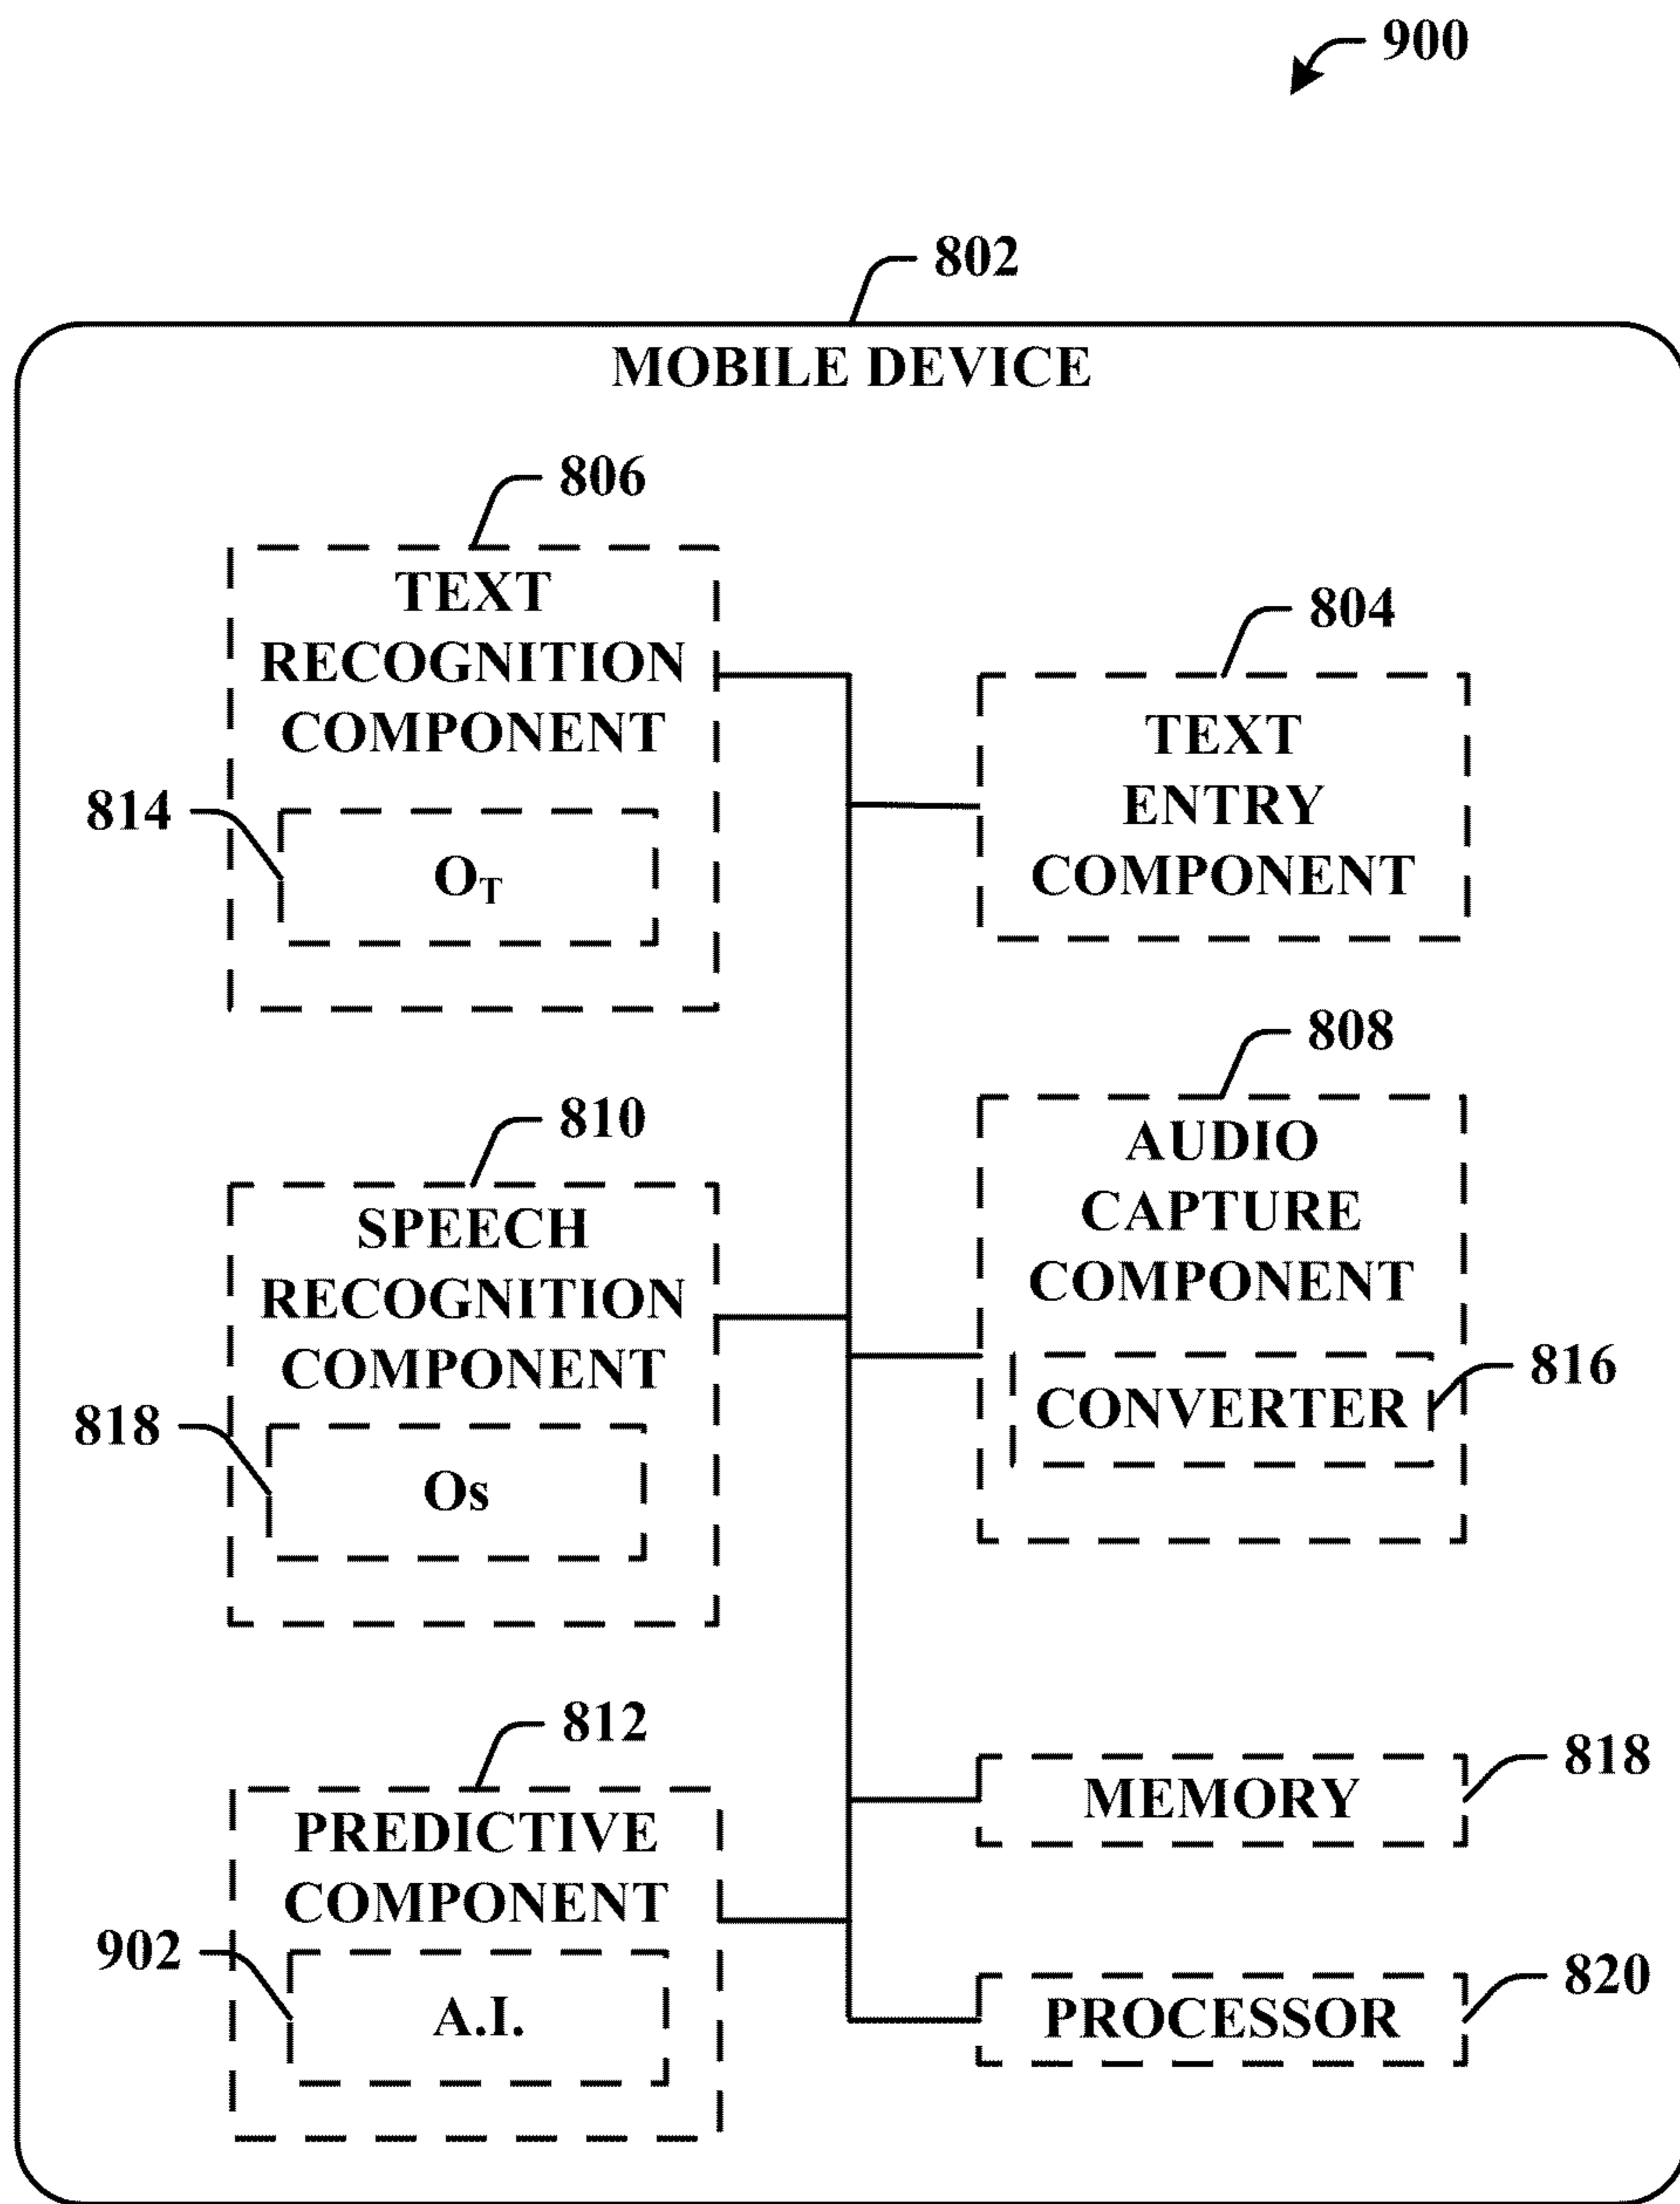 900
802
MOBILE DEVICE
806
TEXT
RECOGNITION
COMPONENT
814
O_T
804
TEXT
ENTRY
COMPONENT
810
SPEECH
RECOGNITION
COMPONENT
818
Os
808
AUDIO
CAPTURE
COMPONENT
CONVERTER
816
812
PREDICTIVE
COMPONENT
902
A.I.
MEMORY
818
PROCESSOR
820